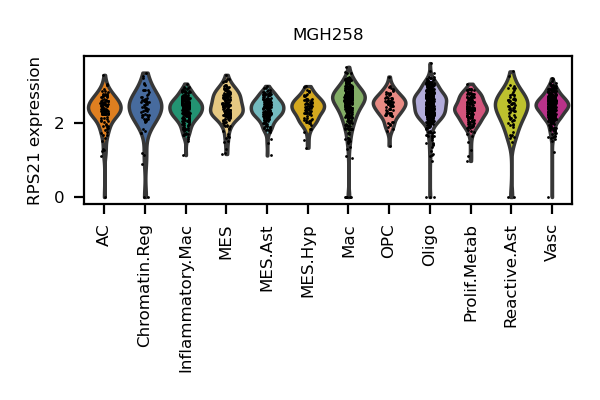 MGH258
RPS21 expression
2
0
AC
Chromatin.Reg
Inflammatory.Mac
MES
MES.Ast
MES.Hyp
Mac
OPC
Oligo
Prolif.Metab
Reactive.Ast
Vasc